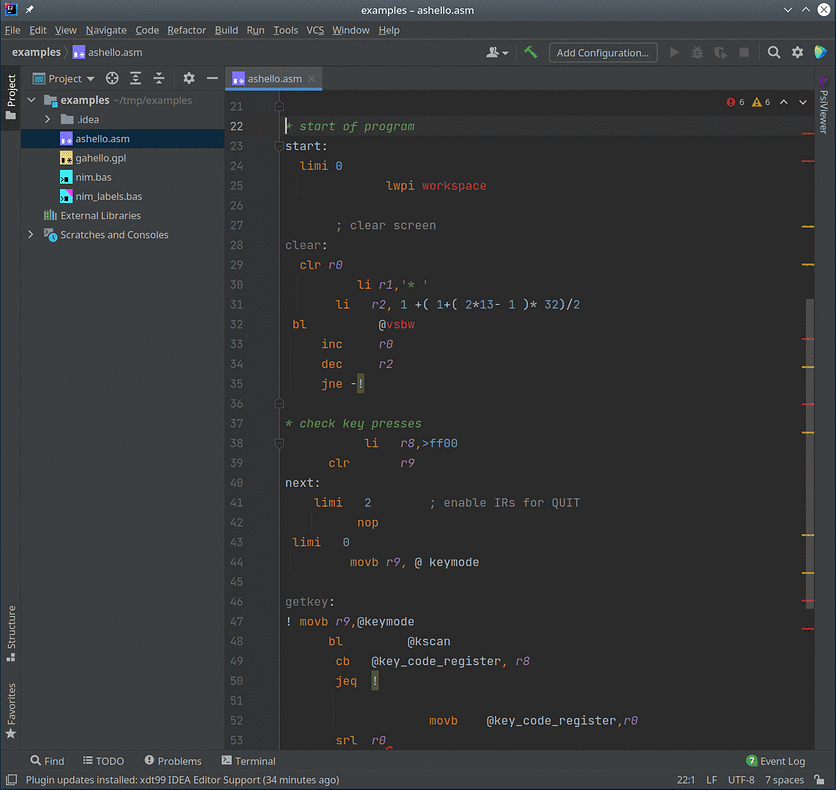 examples – ashello.asm
File Edit View Navigate Code Refactor Build Run Tools VCS Window Help
examples ashello.asm Add Configuration...
Project
ashello.asm
6 6
Project
PsiViewer
examples ~/tmp/examples
.idea
ashello.asm
gahello.gpl
nim.bas
nim_labels.bas
External Libraries
Scratches and Consoles
21
22 * start of program
23 start:
24 limi 0
25 lwpi workspace
26
27 ; clear screen
28 clear:
29 clr r0
30 li r1,'* '
31 li r2, 1 +( 1+( 2*13- 1 )* 32)/2
32 bl @vsbw
33 inc r0
34 dec r2
35 jne -!
36
37 * check key presses
38 li r8,>ff00
39 clr r9
40 next:
41 limi 2 ; enable IRs for QUIT
42 nop
43 limi 0
44 movb r9, @ keymode
45
46 getkey:
47 ! movb r9,@keymode
48 bl @kscan
49 cb @key_code_register, r8
50 jeq !
51
52 movb @key_code_register,r0
53 srl r0
Structure
Favorites
Find TODO Problems Terminal 7 Event Log
Plugin updates installed: xdt99 IDEA Editor Support (34 minutes ago) 22:1 LF UTF-8 7 spaces